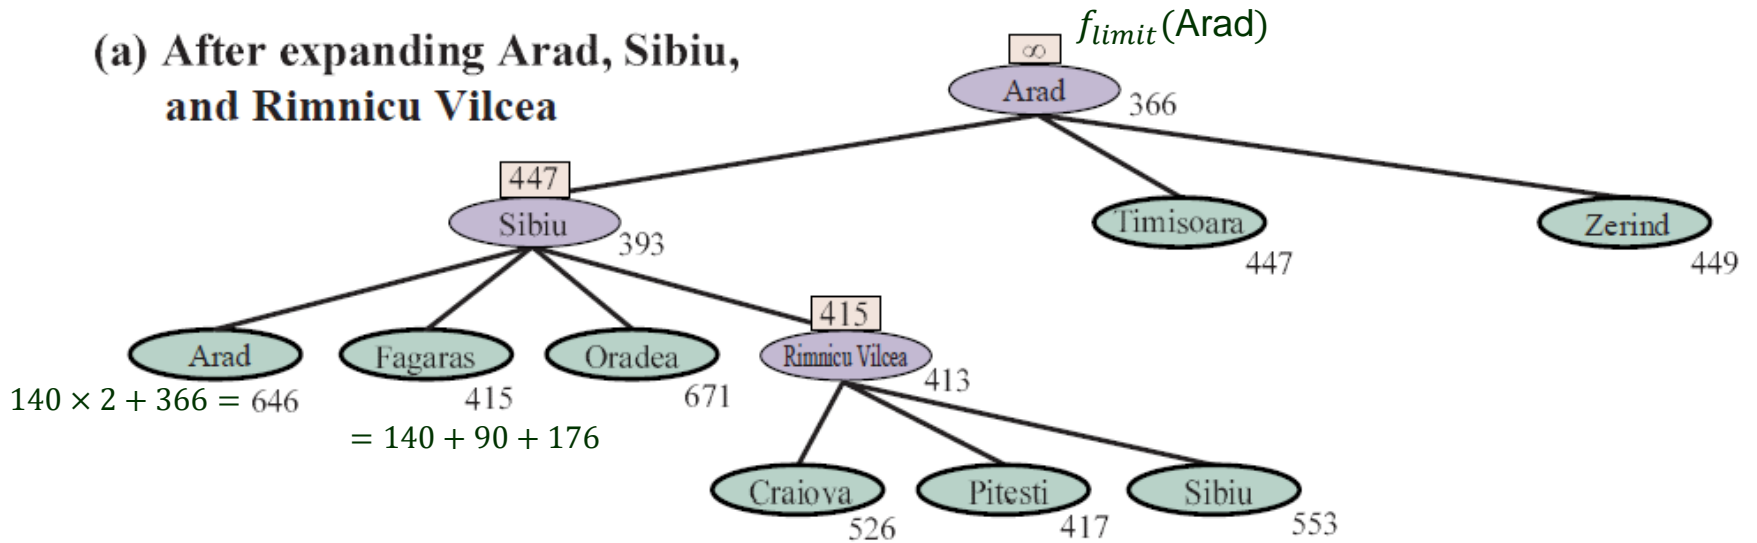 (a) After expanding Arad, Sibiu,
and Rimnicu Vilcea
f_limit(Arad)
∞
Arad
366
447
Sibiu
393
Timisoara
447
Zerind
449
Arad
140 × 2 + 366 = 646
Fagaras
415
= 140 + 90 + 176
Oradea
671
415
Rimnicu Vilcea
413
Craiova
526
Pitesti
417
Sibiu
553